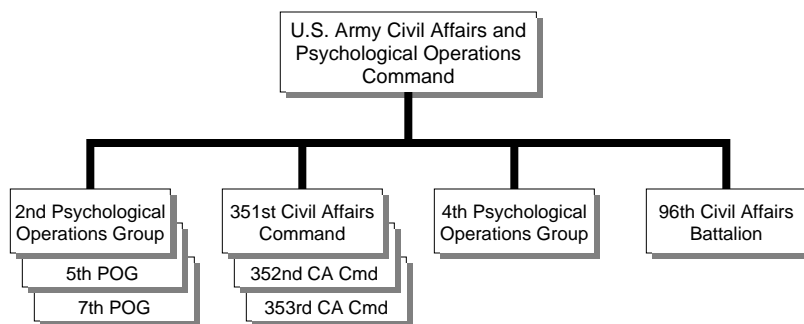 U.S. Army Civil Affairs and
Psychological Operations
Command
2nd Psychological
Operations Group
5th POG
7th POG
351st Civil Affairs
Command
352nd CA Cmd
353rd CA Cmd
4th Psychological
Operations Group
96th Civil Affairs
Battalion